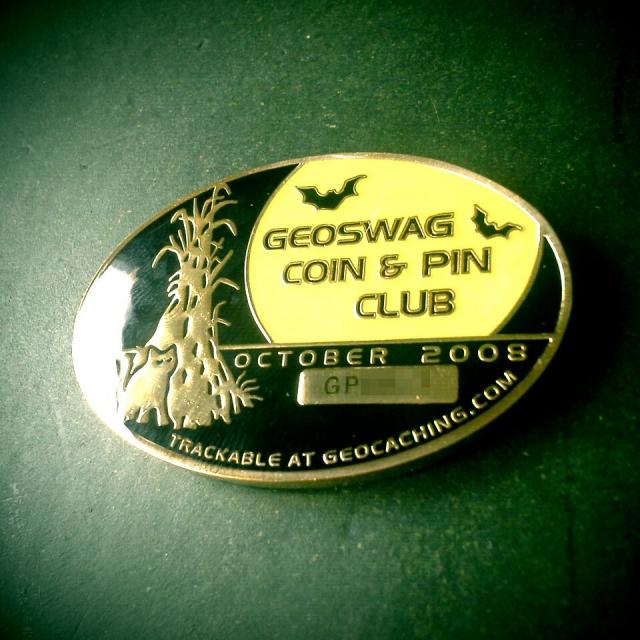 GEOSWAG
COIN & PIN
CLUB
OCTOBER 2008
GP
TRACKABLE AT GEOCACHING.COM